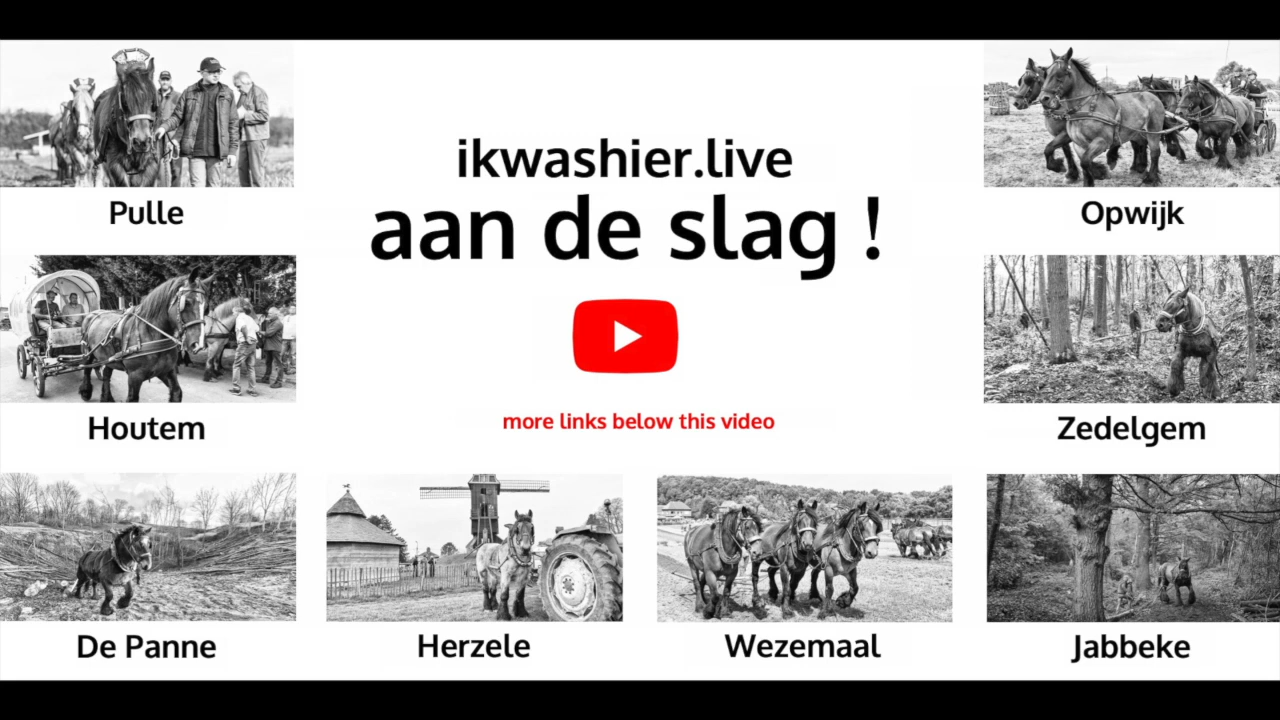 ikwashier.live
aan de slag !
Pulle
Opwijk
more links below this video
Houtem
Zedelgem
De Panne
Herzele
Wezemaal
Jabbeke